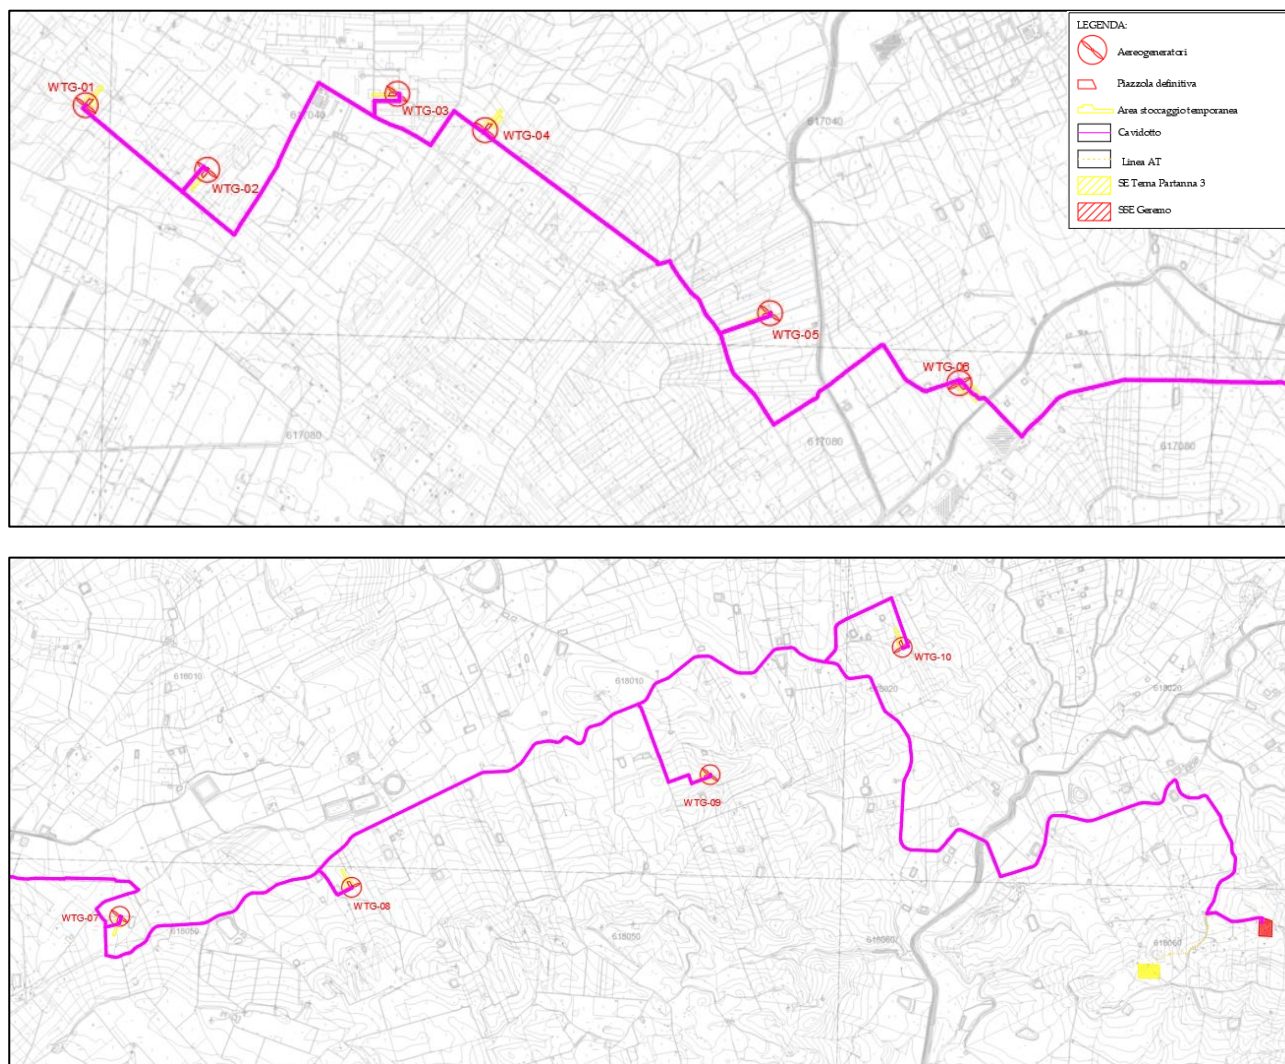 LEGENDA:
Aereogeneratori
Piazzola definitiva
Area stoccaggio temporanea
Cavidotto
Linea AT
SE Terna Partanna 3
SSE Geremo
WTG-01
WTG-03
617040
617040
WTG-04
WTG-02
WTG-05
WTG-06
617080
617080
617080
WTG-10
618010
618010
618020
618020
WTG-09
WTG-08
WTG-07
618050
618050
618060
618060